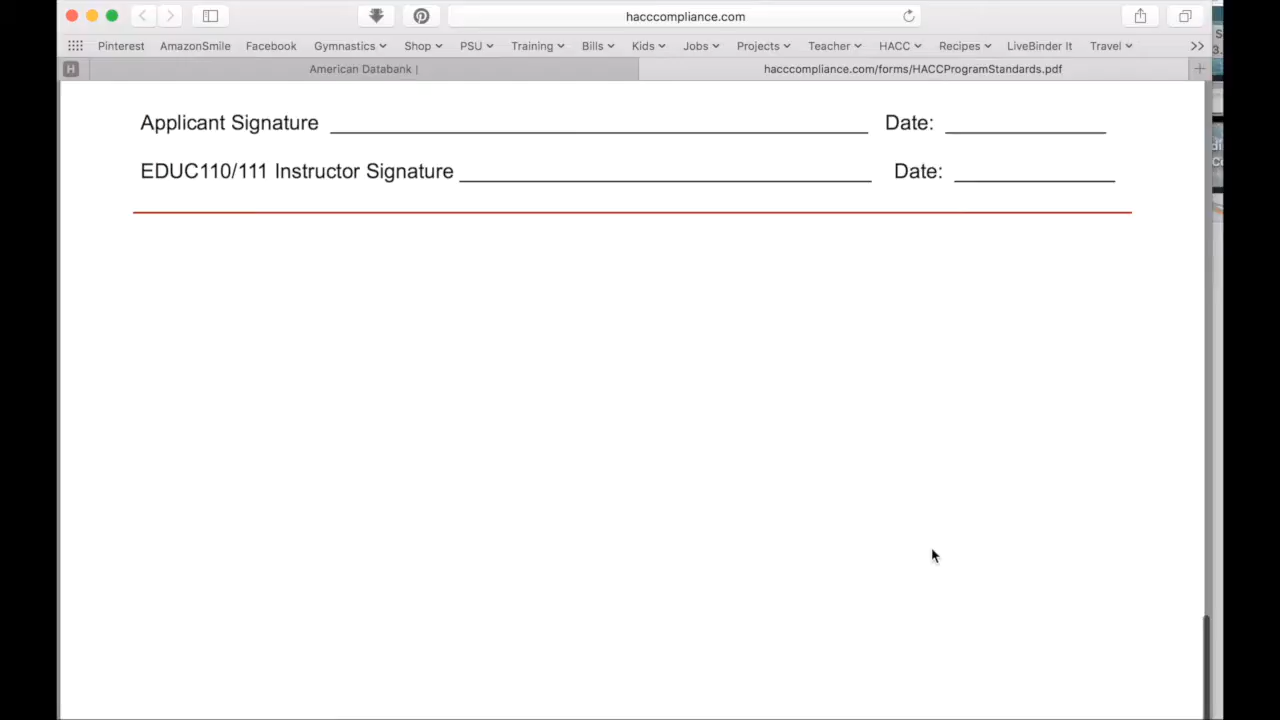 hacccompliance.com
Pinterest AmazonSmile Facebook Gymnastics Shop PSU Training Bills Kids Jobs Projects Teacher HACC Recipes LiveBinder It Travel
H American Databank | hacccompliance.com/forms/HACCProgramStandards.pdf
Applicant Signature Date:
EDUC110/111 Instructor Signature Date: